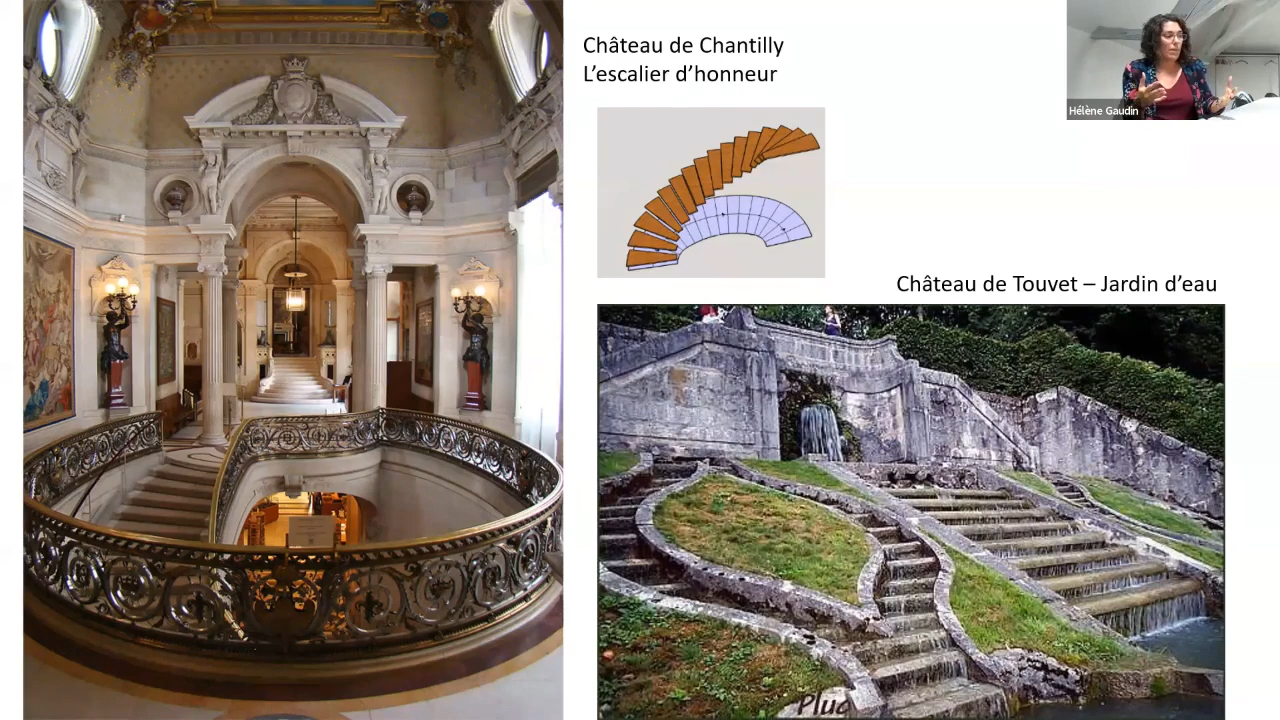 Château de Chantilly
L’escalier d’honneur
Hélène Gaudin
Château de Touvet – Jardin d’eau
Pluc